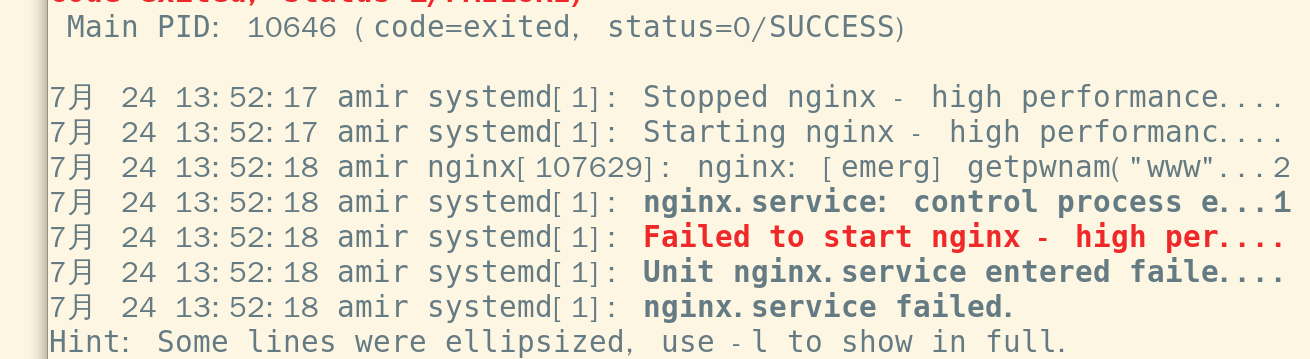 code=exited, status=1/FAILURE)
Main PID: 10646 (code=exited, status=0/SUCCESS)
7月 24 13:52:17 amir systemd[1]: Stopped nginx - high performance....
7月 24 13:52:17 amir systemd[1]: Starting nginx - high performanc....
7月 24 13:52:18 amir nginx[107629]: nginx: [emerg] getpwnam("www"...2
7月 24 13:52:18 amir systemd[1]: nginx.service: control process e...1
7月 24 13:52:18 amir systemd[1]: Failed to start nginx - high per....
7月 24 13:52:18 amir systemd[1]: Unit nginx.service entered faile....
7月 24 13:52:18 amir systemd[1]: nginx.service failed.
Hint: Some lines were ellipsized, use -l to show in full.